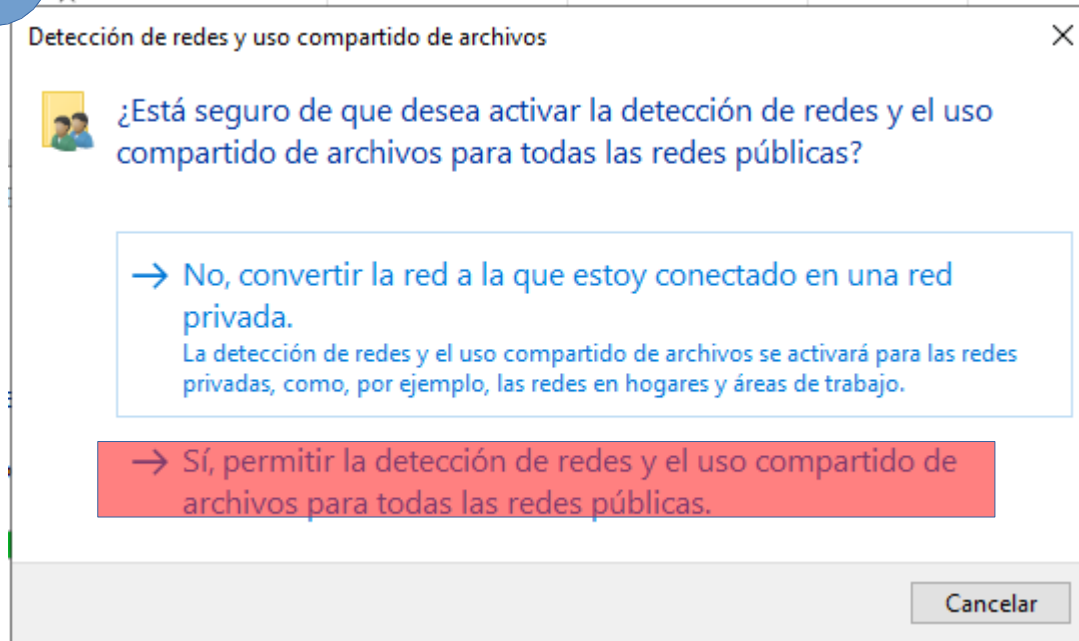 Detección de redes y uso compartido de archivos
¿Está seguro de que desea activar la detección de redes y el uso
compartido de archivos para todas las redes públicas?
No, convertir la red a la que estoy conectado en una red
privada.
La detección de redes y el uso compartido de archivos se activará para las redes
privadas, como, por ejemplo, las redes en hogares y áreas de trabajo.
Sí, permitir la detección de redes y el uso compartido de
archivos para todas las redes públicas.
Cancelar